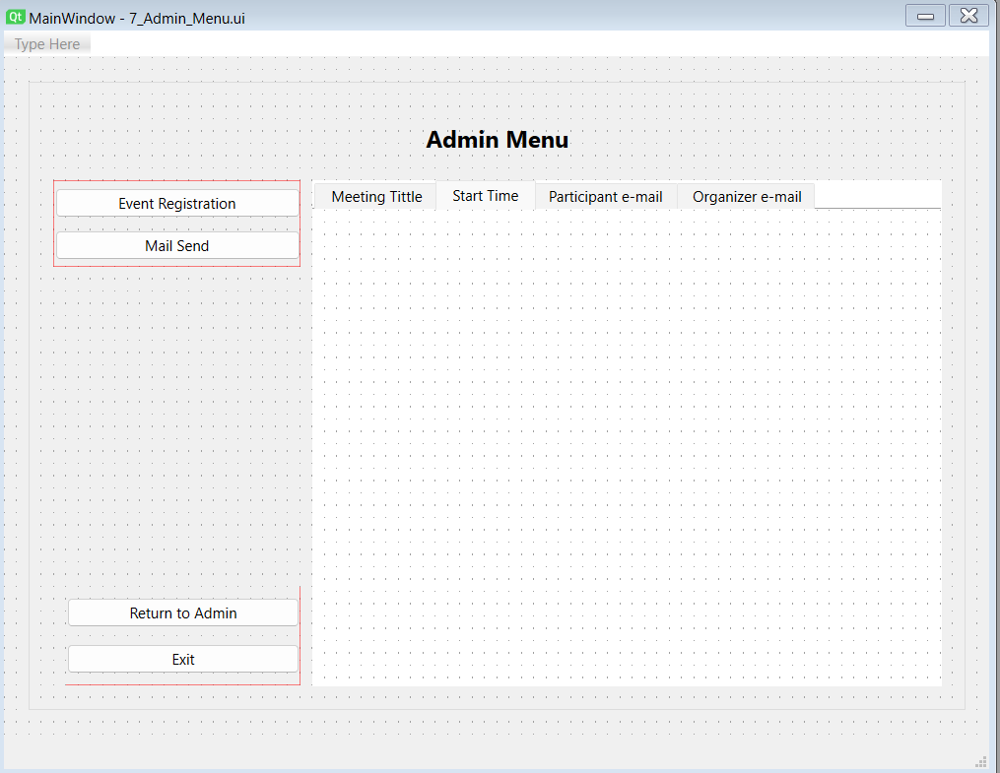 Qt MainWindow - 7_Admin_Menu.ui
Type Here
Admin Menu
Event Registration
Mail Send
Meeting Tittle Start Time Participant e-mail Organizer e-mail
Return to Admin
Exit